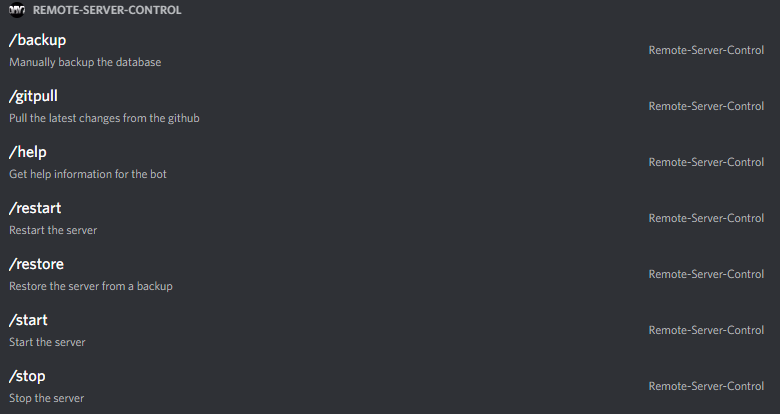 REMOTE-SERVER-CONTROL
/backup
Manually backup the database
Remote-Server-Control
/gitpull
Pull the latest changes from the github
Remote-Server-Control
/help
Get help information for the bot
Remote-Server-Control
/restart
Restart the server
Remote-Server-Control
/restore
Restore the server from a backup
Remote-Server-Control
/start
Start the server
Remote-Server-Control
/stop
Stop the server
Remote-Server-Control